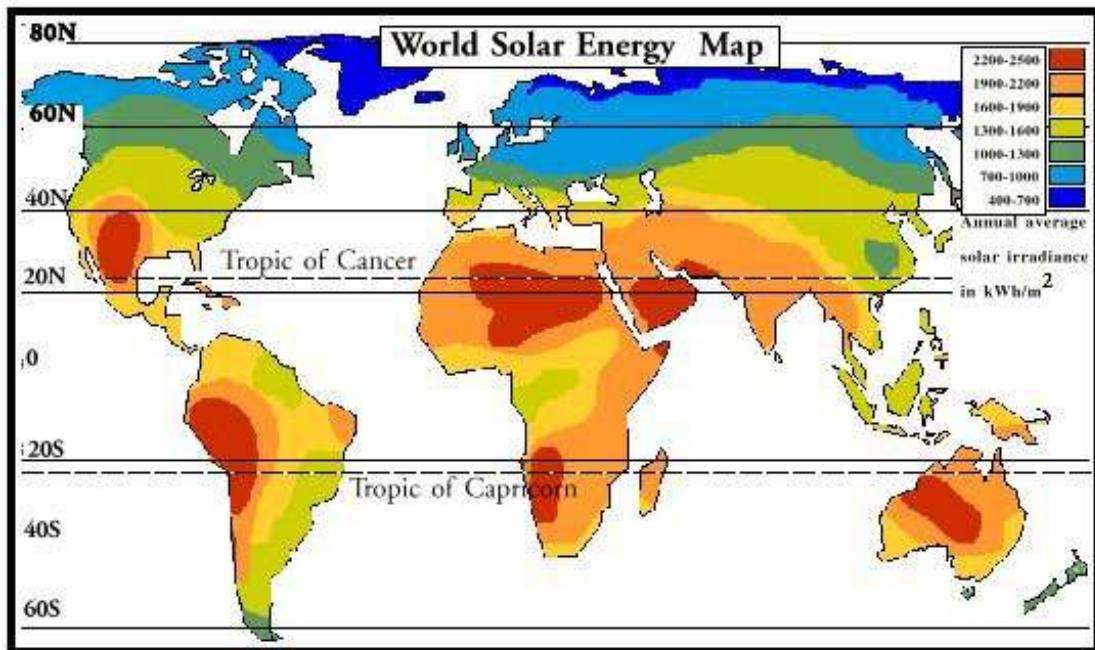 80N
World Solar Energy Map
2200-2500
1900-2200
1600-1900
1300-1600
1000-1300
700-1000
400-700
60N
40N
Annual average
solar irradiance
in kWh/m2
Tropic of Cancer
20N
0
20S
Tropic of Capricorn
40S
60S